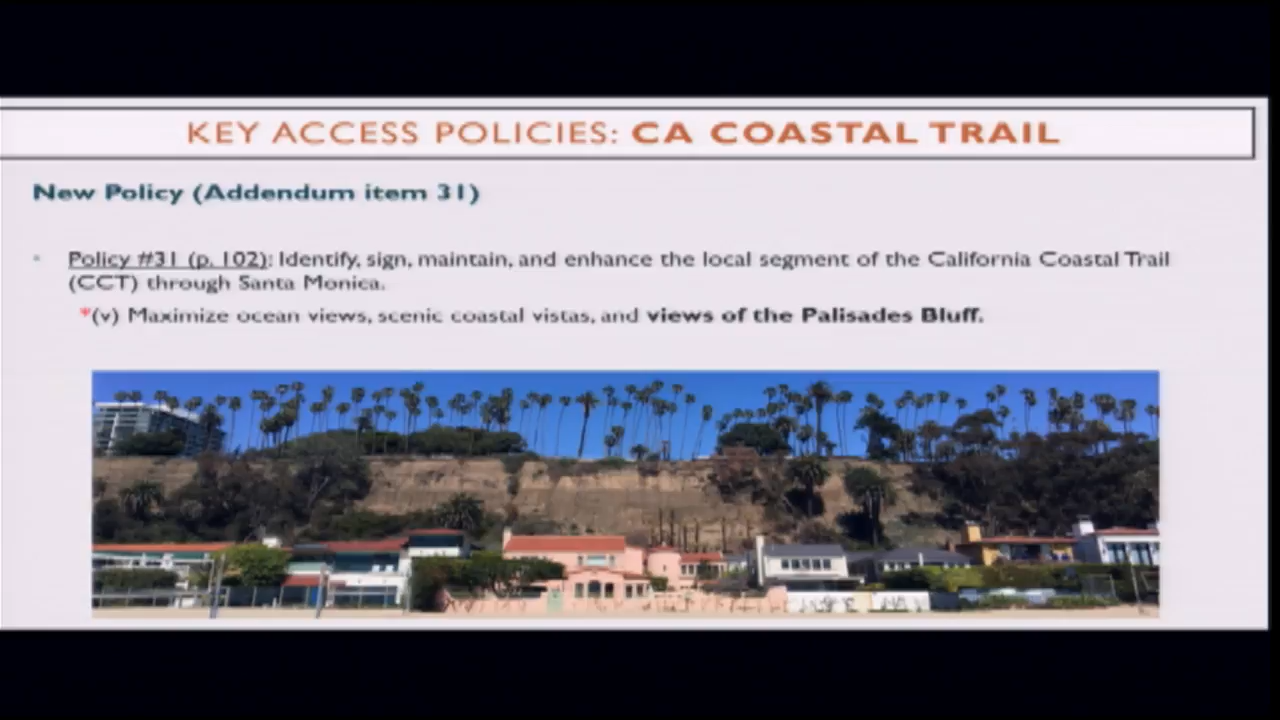 KEY ACCESS POLICIES: CA COASTAL TRAIL
New Policy (Addendum item 31)
• Policy #31 (p. 102): Identify, sign, maintain, and enhance the local segment of the California Coastal Trail
(CCT) through Santa Monica.
*(v) Maximize ocean views, scenic coastal vistas, and views of the Palisades Bluff.